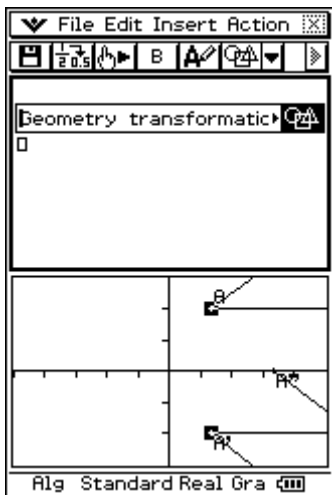 File Edit Insert Action
B
Geometry transformatic
A
A'
Alg Standard Real Gra